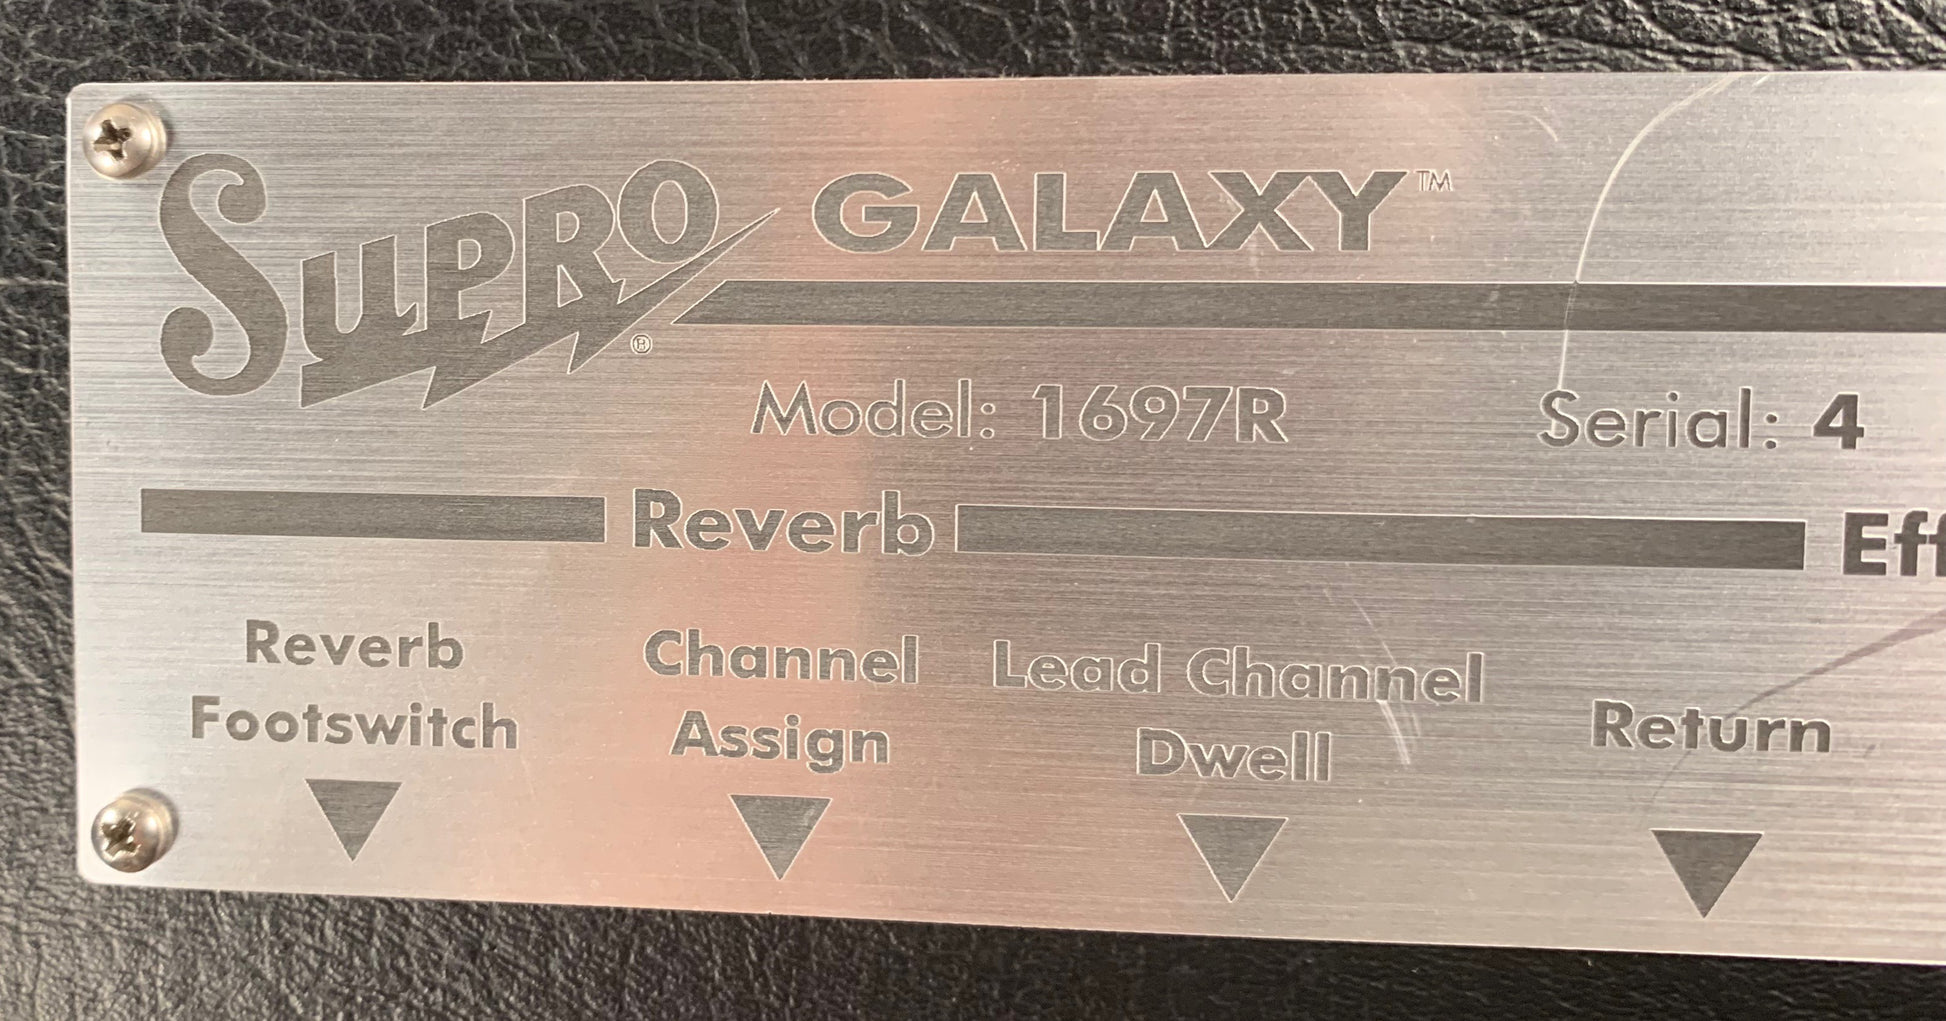 SUPRO® GALAXY™
Model: 1697R Serial: 4
Reverb Eff
Reverb Footswitch
Channel Assign
Lead Channel Dwell
Return